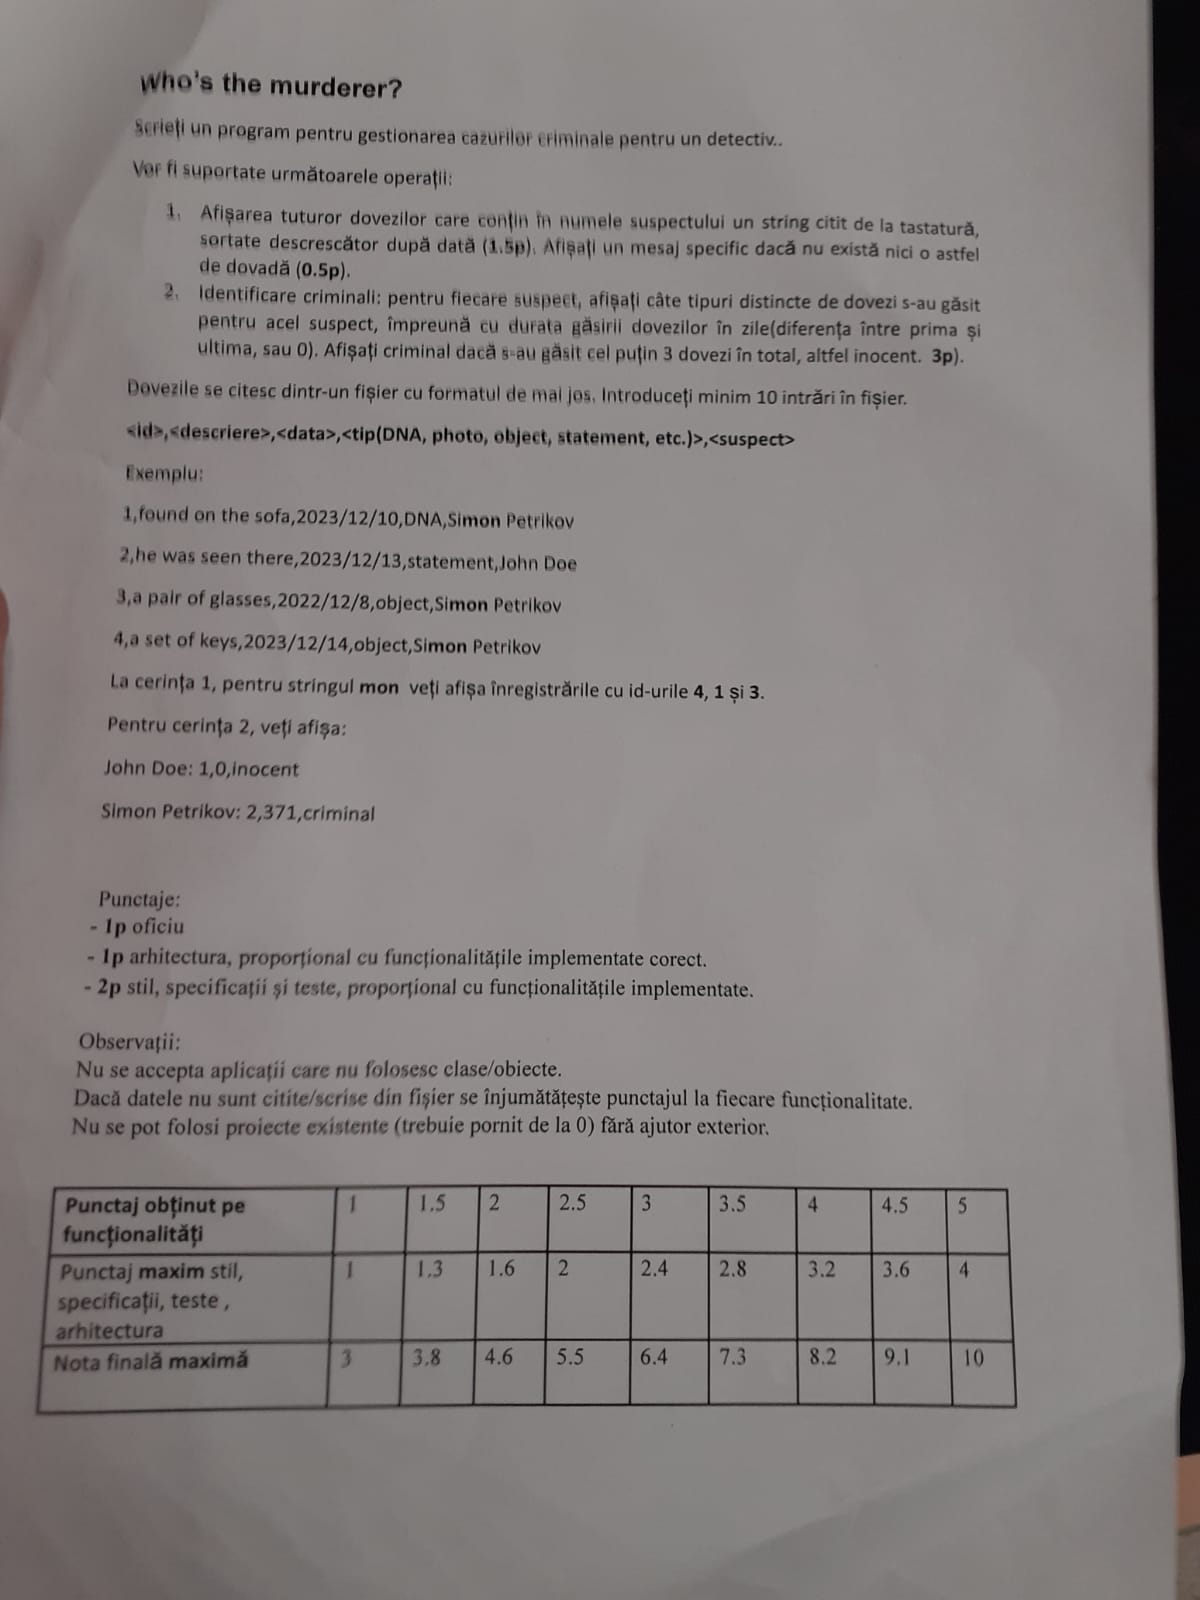 Who's the murderer?
Scrieți un program pentru gestionarea cazurilor criminale pentru un detectiv..
Vor fi suportate următoarele operații:
1. Afișarea tuturor dovezilor care conțin în numele suspectului un string citit de la tastatură,
sortate descrescător după dată (1.5p). Afișați un mesaj specific dacă nu există nici o astfel
de dovadă (0.5p).
2. Identificare criminali: pentru fiecare suspect, afișați câte tipuri distincte de dovezi s-au găsit
pentru acel suspect, împreună cu durata găsirii dovezilor în zile(diferența între prima și
ultima, sau 0). Afișați criminal dacă s-au găsit cel puțin 3 dovezi în total, altfel inocent. 3p).
Dovezile se citesc dintr-un fișier cu formatul de mai jos. Introduceți minim 10 intrări în fișier.
<id>,<descriere>,<data>,<tip(DNA, photo, object, statement, etc.)>,<suspect>
Exemplu:
1,found on the sofa,2023/12/10,DNA,Simon Petrikov
2,he was seen there,2023/12/13,statement,John Doe
3,a pair of glasses,2022/12/8,object,Simon Petrikov
4,a set of keys,2023/12/14,object,Simon Petrikov
La cerința 1, pentru stringul mon veți afișa înregistrările cu id-urile 4, 1 și 3.
Pentru cerința 2, veți afișa:
John Doe: 1,0,inocent
Simon Petrikov: 2,371,criminal
Punctaje:
- 1p oficiu
- 1p arhitectura, proporțional cu funcționalitățile implementate corect.
- 2p stil, specificații și teste, proporțional cu funcționalitățile implementate.
Observații:
Nu se accepta aplicații care nu folosesc clase/obiecte.
Dacă datele nu sunt citite/scrise din fișier se înjumătățește punctajul la fiecare funcționalitate.
Nu se pot folosi proiecte existente (trebuie pornit de la 0) fără ajutor exterior.
Punctaj obținut pe funcționalități 1 1.5 2 2.5 3 3.5 4 4.5 5
Punctaj maxim stil, specificații, teste , arhitectura 1 1.3 1.6 2 2.4 2.8 3.2 3.6 4
Nota finală maximă 3 3.8 4.6 5.5 6.4 7.3 8.2 9.1 10